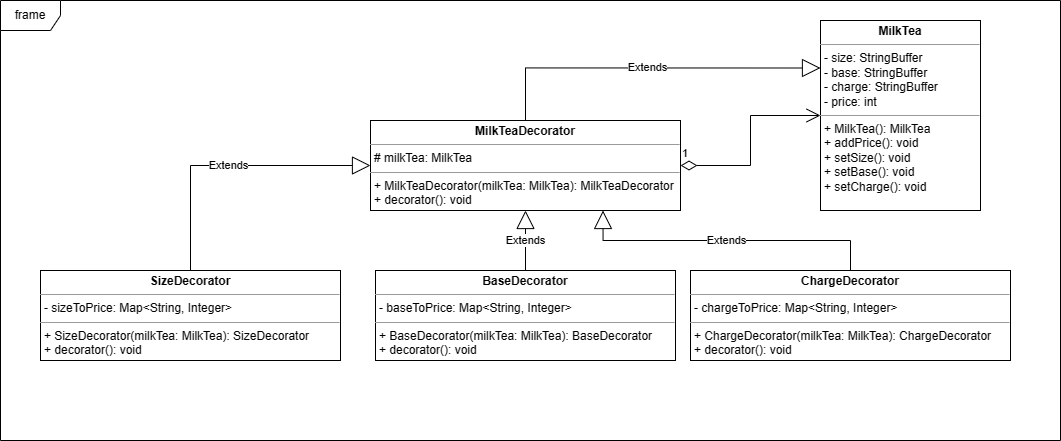 frame
MilkTea
- size: StringBuffer
- base: StringBuffer
- charge: StringBuffer
- price: int
+ MilkTea(): MilkTea
+ addPrice(): void
+ setSize(): void
+ setBase(): void
+ setCharge(): void
Extends
MilkTeaDecorator
# milkTea: MilkTea
+ MilkTeaDecorator(milkTea: MilkTea): MilkTeaDecorator
+ decorator(): void
1
Extends
Extends
Extends
SizeDecorator
- sizeToPrice: Map<String, Integer>
+ SizeDecorator(milkTea: MilkTea): SizeDecorator
+ decorator(): void
BaseDecorator
- baseToPrice: Map<String, Integer>
+ BaseDecorator(milkTea: MilkTea): BaseDecorator
+ decorator(): void
ChargeDecorator
- chargeToPrice: Map<String, Integer>
+ ChargeDecorator(milkTea: MilkTea): ChargeDecorator
+ decorator(): void